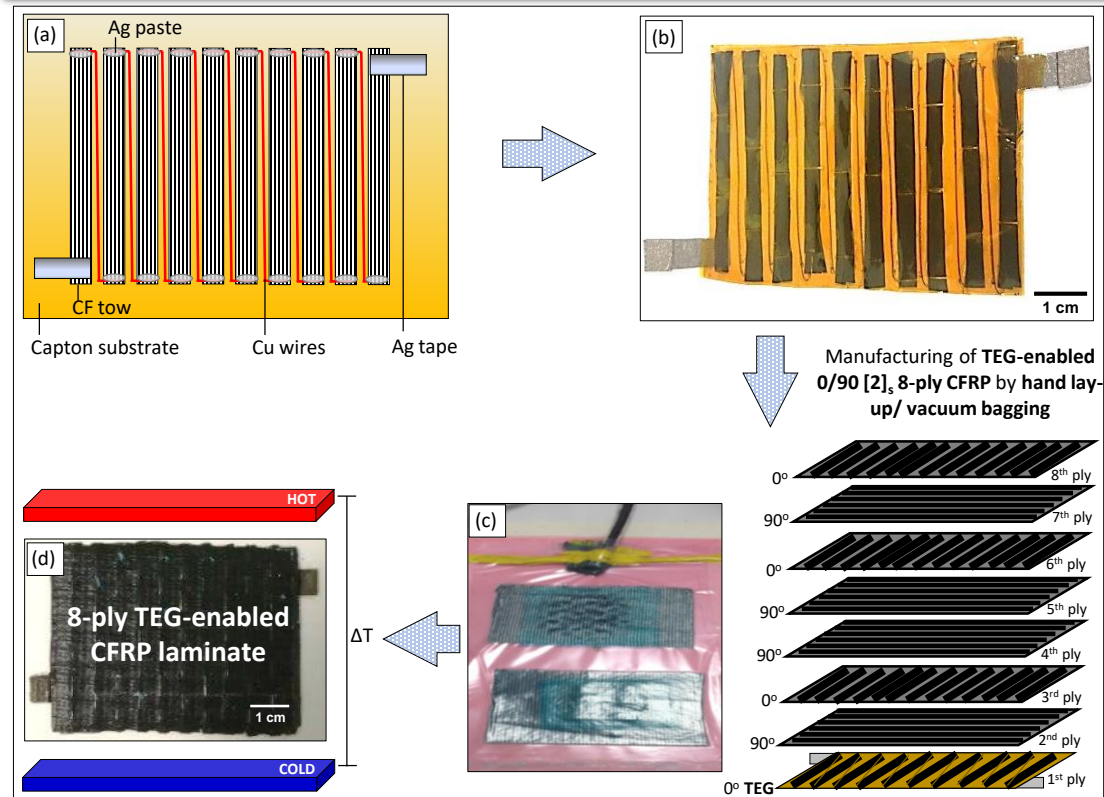 (a)
Ag paste
CF tow
Capton substrate
Cu wires
Ag tape
(b)
1 cm
Manufacturing of TEG-enabled
0/90 [2]s 8-ply CFRP by hand lay-
up/ vacuum bagging
0° 8th ply
90° 7th ply
0° 6th ply
90° 5th ply
90° 4th ply
0° 3rd ply
90° 2nd ply
0° TEG 1st ply
(c)
HOT
(d)
8-ply TEG-enabled
CFRP laminate
1 cm
ΔT
COLD